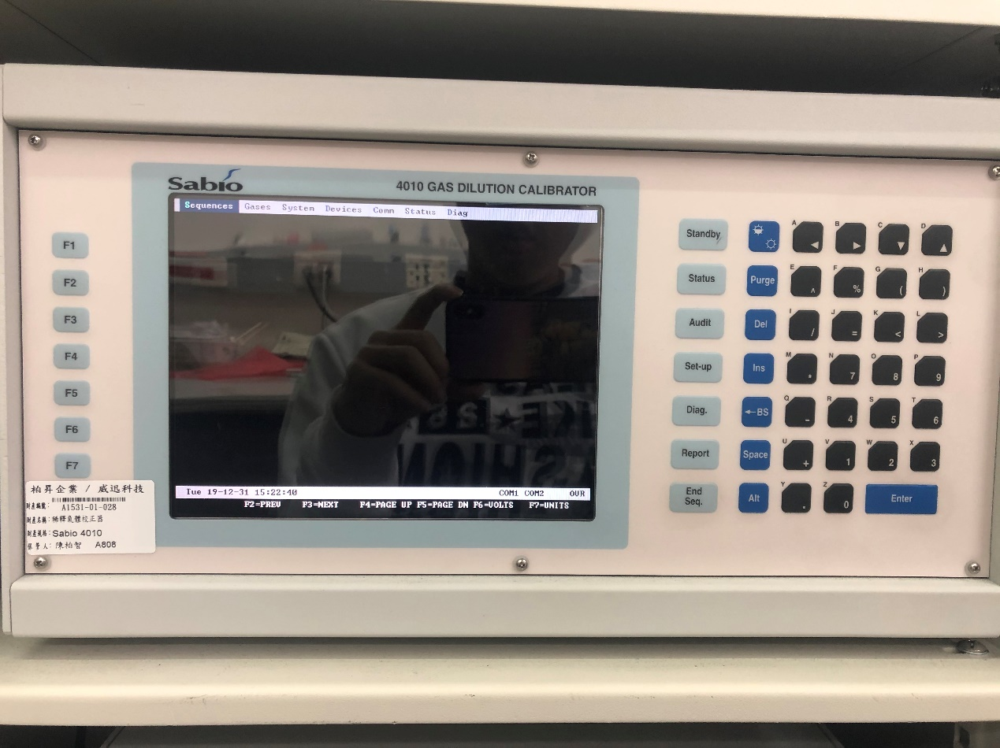 Sabio
4010 GAS DILUTION CALIBRATOR
Sequences Gases System Devices Comm Status Diag
Tue 19-12-31 15:22:40 COM1 COM2 OVR
F2=PREV F3=NEXT F4=PAGE UP F5=PAGE DN F6=VOLTS F7=UNITS
F1
F2
F3
F4
F5
F6
F7
柏昇企業 / 威迅科技
財產編號: A1531-01-028
財產名稱: 稀釋氣體校正器
財產規格: Sabio 4010
保管人: 陳柏智 A808
Standby A ◀ B ▶ C ▼ D ▲
Status Purge E ^ F % G ( H )
Audit Del I / J = K < L >
Set-up Ins M * N 7 O 8 P 9
Diag. ←BS Q - R 4 S 5 T 6
Report Space U + V 1 W 2 X 3
End Seq. Alt Y . Z 0 Enter